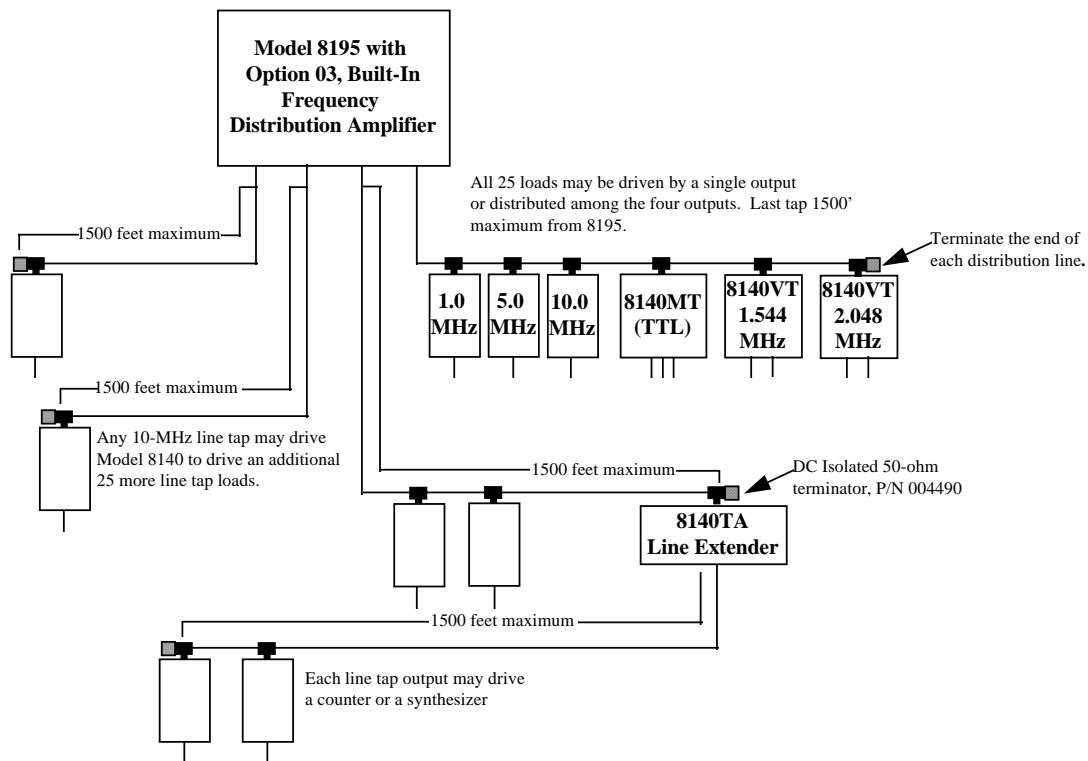 Model 8195 with
Option 03, Built-In
Frequency
Distribution Amplifier
All 25 loads may be driven by a single output
or distributed among the four outputs.  Last tap 1500’
maximum from 8195.
1500 feet maximum
Terminate the end of
each distribution line.
1.0
MHz
5.0
MHz
10.0
MHz
8140MT
(TTL)
8140VT
1.544
MHz
8140VT
2.048
MHz
1500 feet maximum
Any 10-MHz line tap may drive
Model 8140 to drive an additional
25 more line tap loads.
1500 feet maximum
DC Isolated 50-ohm
terminator, P/N 004490
8140TA
Line Extender
1500 feet maximum
Each line tap output may drive
a counter or a synthesizer